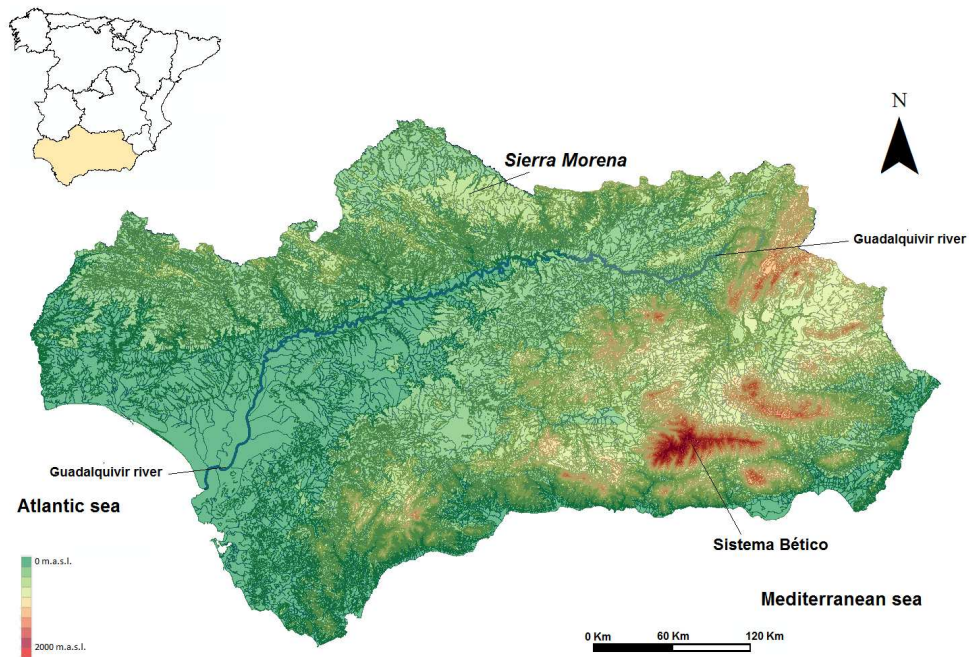 N
Sierra Morena
Guadalquivir river
Guadalquivir river
Atlantic sea
Sistema Bético
0 m.a.s.l.
2000 m.a.s.l.
Mediterranean sea
0 Km 60 Km 120 Km